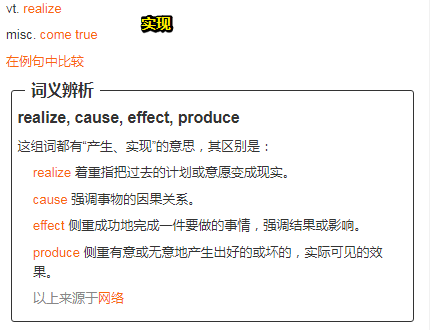 vt. realize
实现
misc. come true
在例句中比较
词义辨析
realize, cause, effect, produce
这组词都有“产生、实现”的意思，其区别是：
realize 着重指把过去的计划或意愿变成现实。
cause 强调事物的因果关系。
effect 侧重成功地完成一件要做的事情，强调结果或影响。
produce 侧重有意或无意地产生出好的或坏的，实际可见的效
果。
以上来源于网络